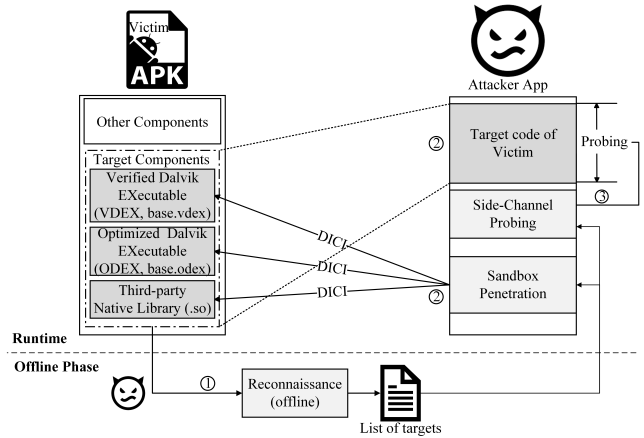 Victim
APK
Attacker App
Other Components
Target Components
Verified Dalvik
EXecutable
(VDEX, base.vdex)
Optimized Dalvik
EXecutable
(ODEX, base.odex)
Third-party
Native Library (.so)
DICI
DICI
DICI
②
Target code of
Victim
Probing
③
Side-Channel
Probing
②
Sandbox
Penetration
Runtime
Offline Phase
①
Reconnaissance
(offline)
List of targets